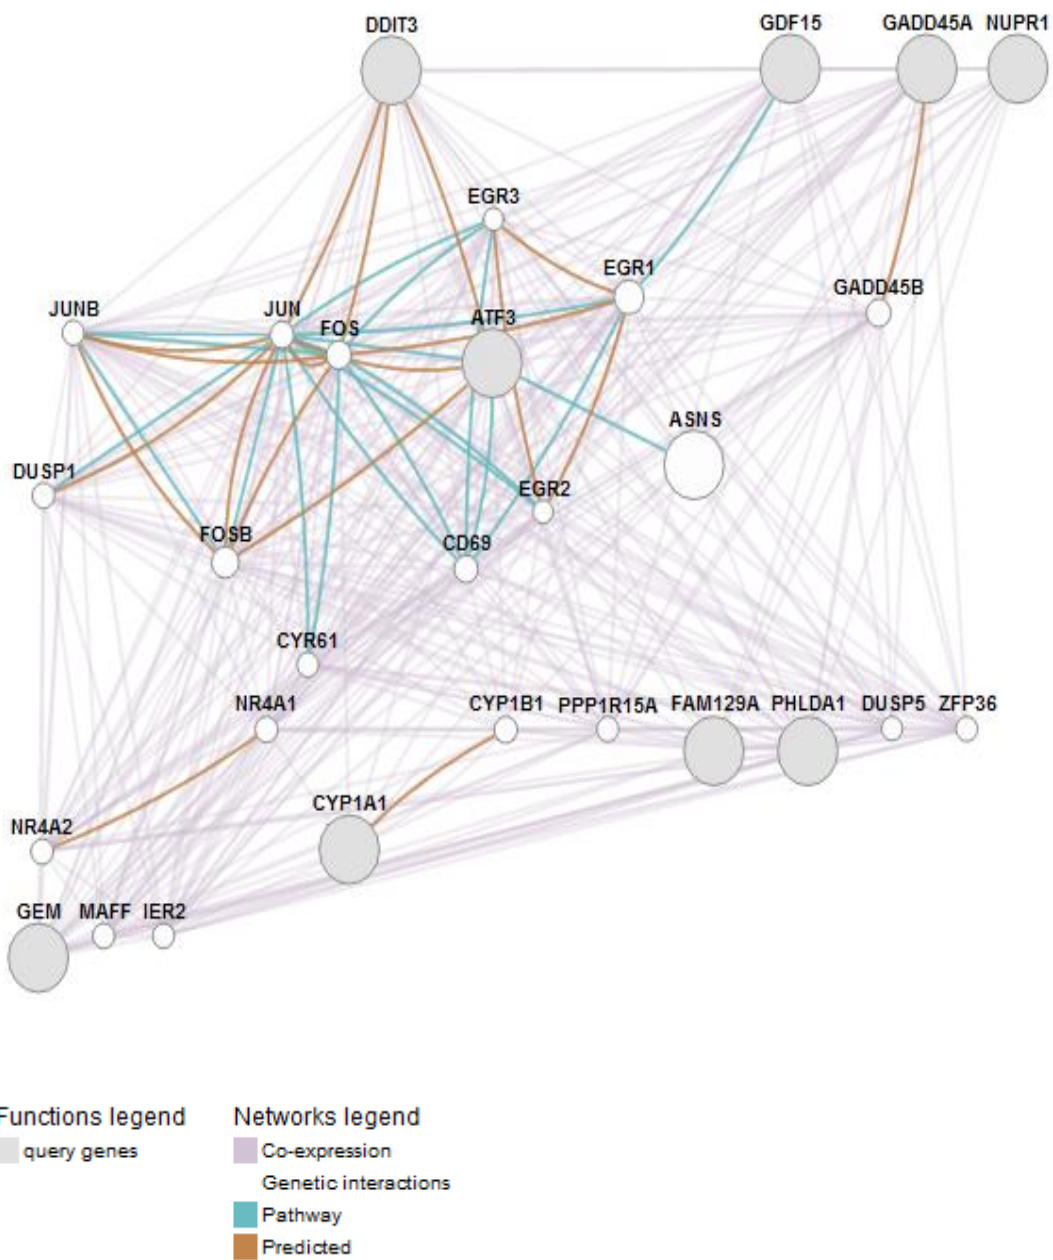 DDIT3
GDF15
GADD45A
NUPR1
EGR3
EGR1
GADD45B
JUNB
JUN
FOS
ATF3
ASNS
DUSP1
EGR2
FOSB
CD69
CYR61
NR4A1
CYP1B1
PPP1R15A
FAM129A
PHLDA1
DUSP5
ZFP36
CYP1A1
NR4A2
GEM
MAFF
IER2
Functions legend
query genes
Networks legend
Co-expression
Genetic interactions
Pathway
Predicted